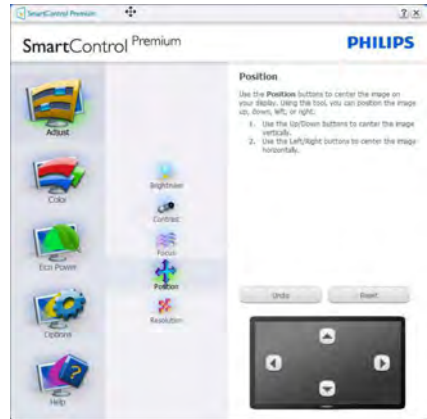 SmartControl Premium
SmartControl Premium
PHILIPS
Position
Use the Position buttons to center the image on
your display. Using the tool, you can position the image
up, down, left, or right.
1. Use the Up/Down buttons to center the image
vertically.
2. Use the Left/Right buttons to center the image
horizontally.
Adjust
Color
Eco Power
Options
Help
Brightness
Contrast
Focus
Position
Resolution
Undo
Reset